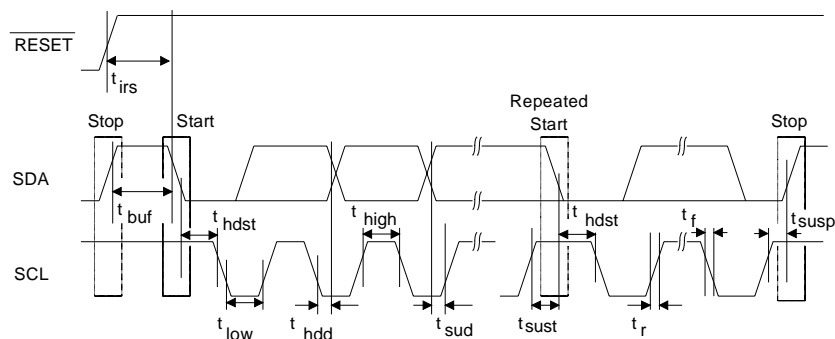 RESET
t irs
Repeated
Stop Start Start Stop
SDA
t buf t hdst t high t hdst t f t susp
SCL
t low t hdd t sud t sust t r